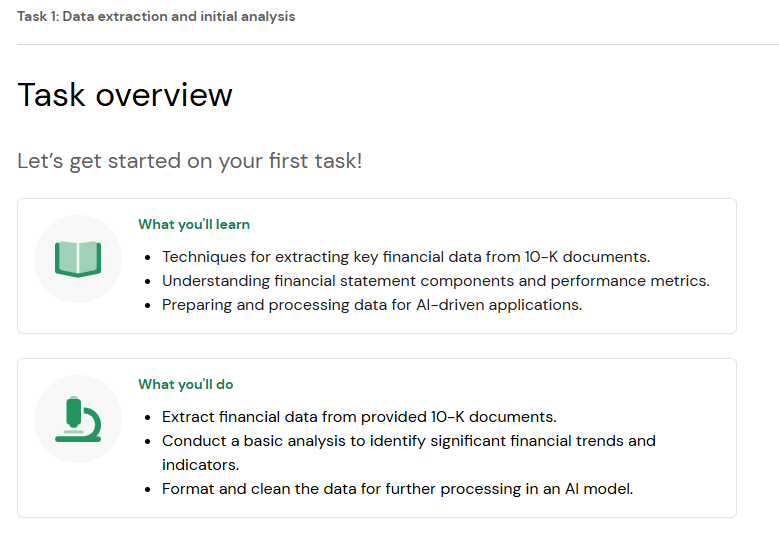 Task 1: Data extraction and initial analysis
Task overview
Let’s get started on your first task!
What you'll learn
• Techniques for extracting key financial data from 10-K documents.
• Understanding financial statement components and performance metrics.
• Preparing and processing data for AI-driven applications.
What you'll do
• Extract financial data from provided 10-K documents.
• Conduct a basic analysis to identify significant financial trends and
indicators.
• Format and clean the data for further processing in an AI model.